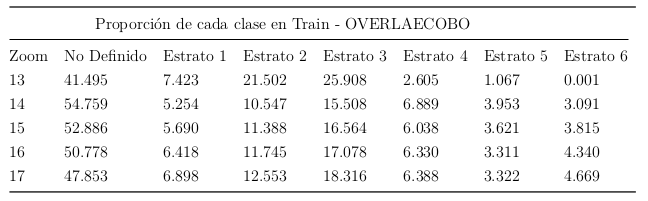 Proporción de cada clase en Train - OVERLAECOBO
Zoom No Definido Estrato 1 Estrato 2 Estrato 3 Estrato 4 Estrato 5 Estrato 6
13 41.495 7.423 21.502 25.908 2.605 1.067 0.001
14 54.759 5.254 10.547 15.508 6.889 3.953 3.091
15 52.886 5.690 11.388 16.564 6.038 3.621 3.815
16 50.778 6.418 11.745 17.078 6.330 3.311 4.340
17 47.853 6.898 12.553 18.316 6.388 3.322 4.669